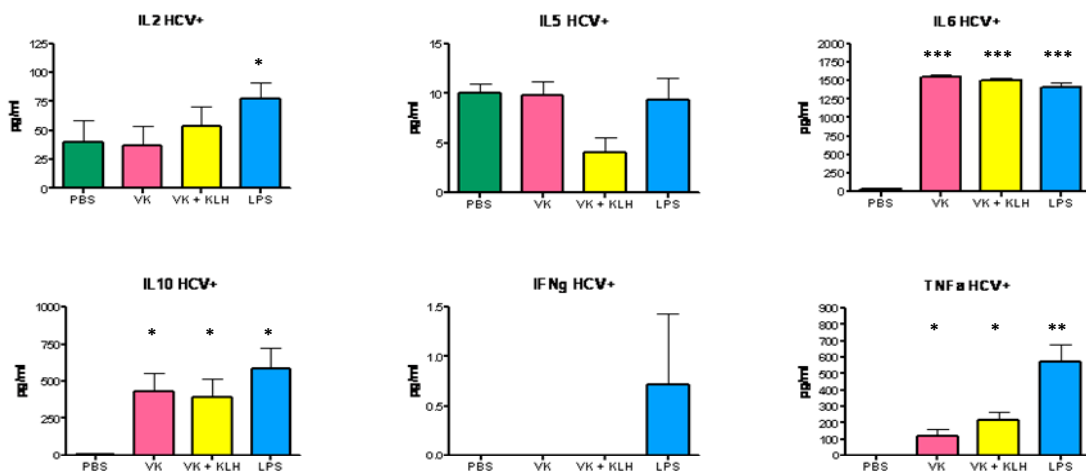 IL2 HCV+
125
100
75
50
25
0
pg/ml
*
PBS VK VK + KLH LPS
IL5 HCV+
15
10
5
0
pg/ml
PBS VK VK + KLH LPS
IL6 HCV+
2000
1750
1500
1250
1000
750
500
250
0
pg/ml
*** *** ***
PBS VK VK + KLH LPS
IL10 HCV+
1000
750
500
250
0
pg/ml
* * *
PBS VK VK + KLH LPS
IFNg HCV+
1.5
1.0
0.5
0.0
pg/ml
PBS VK VK + KLH LPS
TNFa HCV+
900
800
700
600
500
400
300
200
100
0
pg/ml
* * **
PBS VK VK + KLH LPS